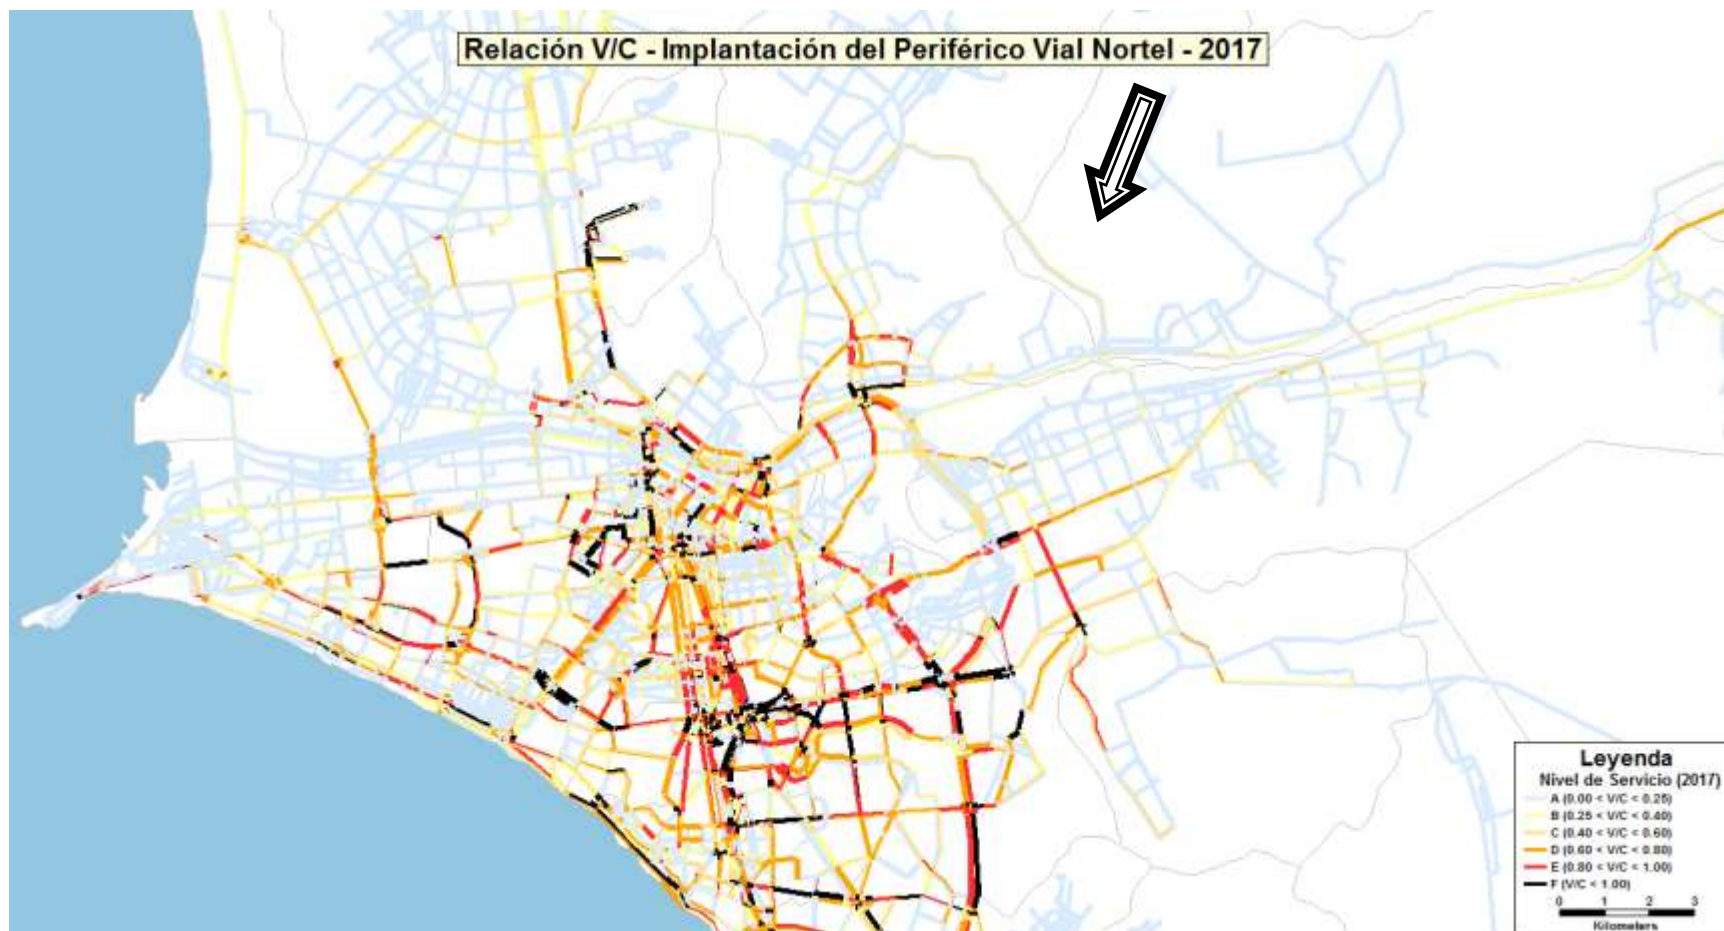 Relación V/C - Implantación del Periférico Vial Nortel - 2017
Leyenda
Nivel de Servicio (2017)
A (0.00 < V/C < 0.25)
B (0.25 < V/C < 0.40)
C (0.40 < V/C < 0.60)
D (0.60 < V/C < 0.80)
E (0.80 < V/C < 1.00)
F (V/C < 1.00)
0 1 2 3
Kilometers